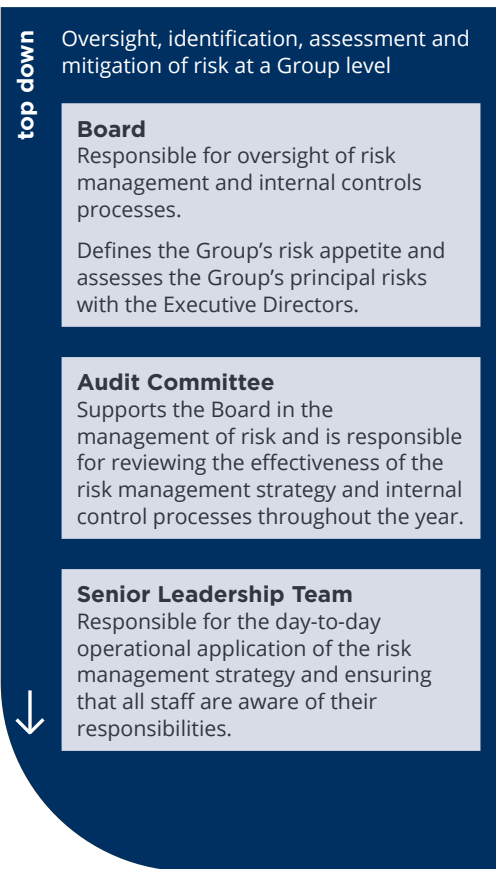 top down
Oversight, identification, assessment and
mitigation of risk at a Group level
Board
Responsible for oversight of risk
management and internal controls
processes.
Defines the Group's risk appetite and
assesses the Group's principal risks
with the Executive Directors.
Audit Committee
Supports the Board in the
management of risk and is responsible
for reviewing the effectiveness of the
risk management strategy and internal
control processes throughout the year.
Senior Leadership Team
Responsible for the day-to-day
operational application of the risk
management strategy and ensuring
that all staff are aware of their
responsibilities.